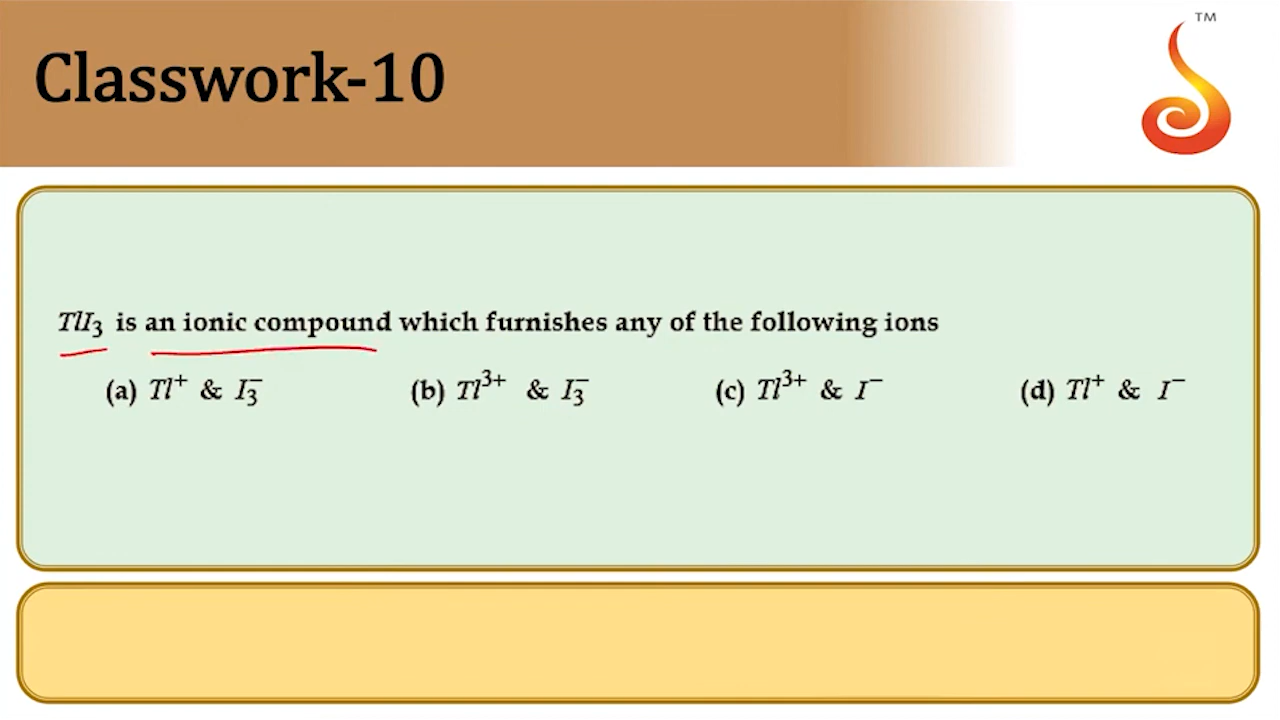 Classwork-10
TM
TlI₃ is an ionic compound which furnishes any of the following ions
(a) Tl⁺ & I₃⁻ (b) Tl³⁺ & I₃⁻ (c) Tl³⁺ & I⁻ (d) Tl⁺ & I⁻